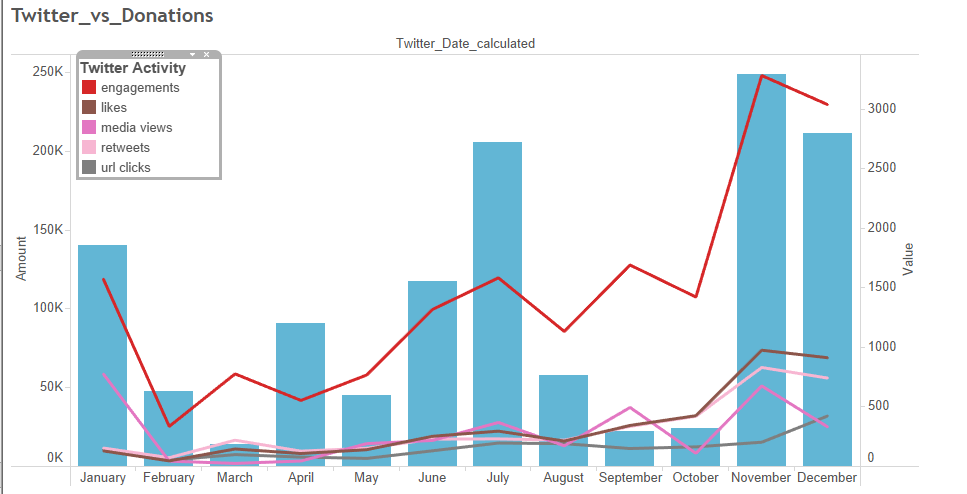 Twitter_vs_Donations
Twitter_Date_calculated
Twitter Activity
engagements
likes
media views
retweets
url clicks
250K
200K
150K
100K
50K
0K
Amount
3000
2500
2000
1500
1000
500
0
Value
January February March April May June July August September October November December